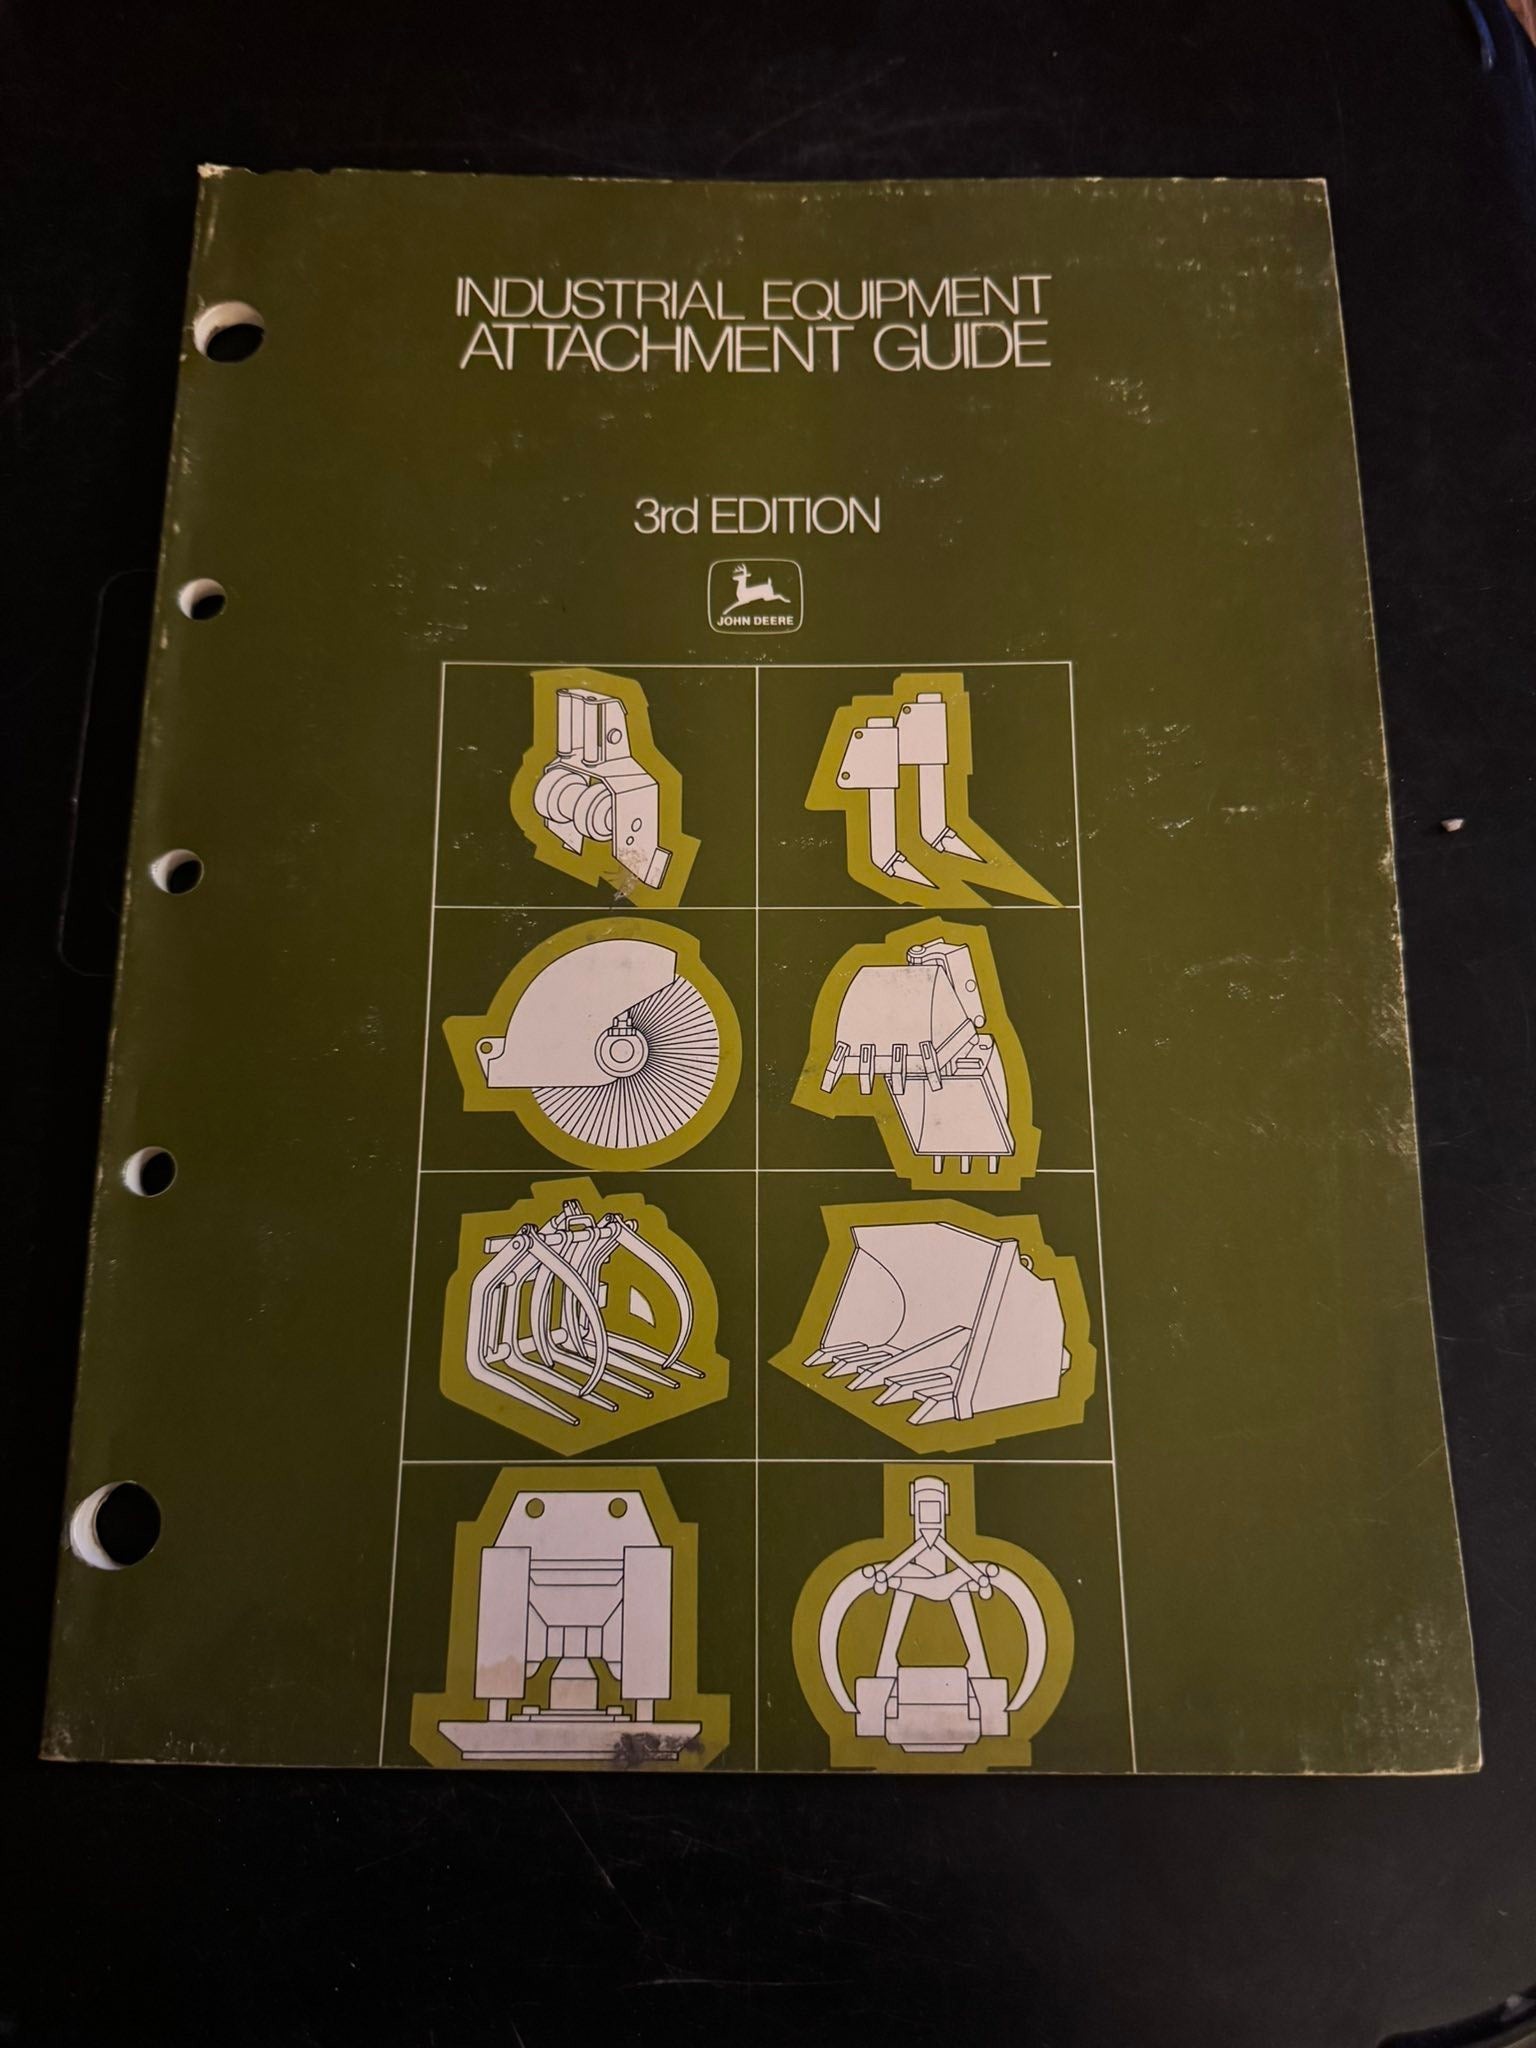 INDUSTRIAL EQUIPMENT
ATTACHMENT GUIDE
3rd EDITION
JOHN DEERE